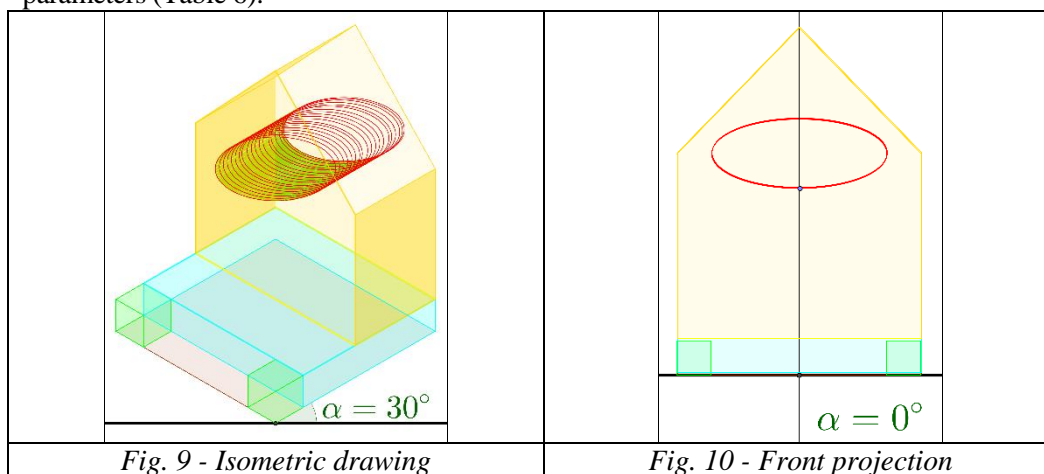 parameters (Table 6).
α = 30°
α = 0°
Fig. 9 - Isometric drawing
Fig. 10 - Front projection